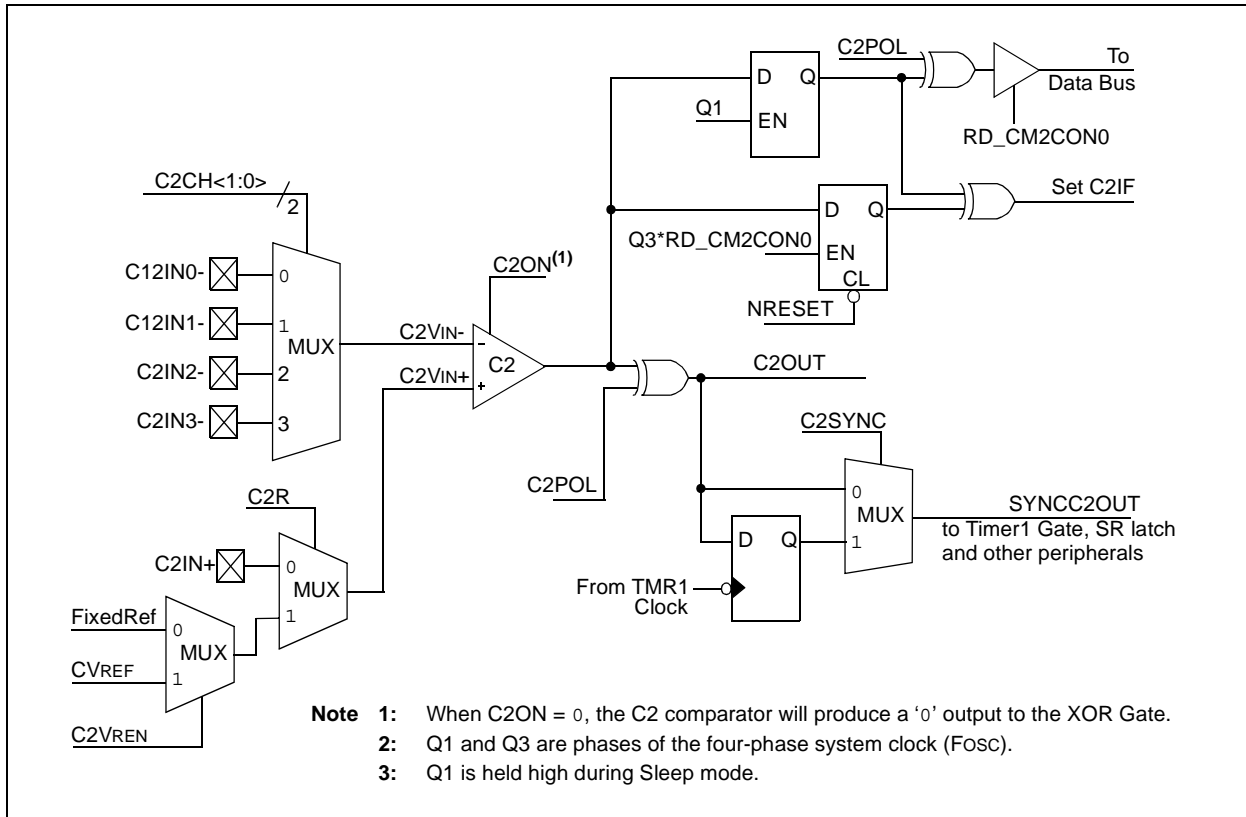 C2POL
To
Data Bus
D Q
Q1
EN
RD_CM2CON0
C2CH<1:0>
2
Set C2IF
D Q
Q3*RD_CM2CON0
EN
CL
NRESET
C12IN0-
0
C12IN1-
1
MUX
C2IN2-
2
C2IN3-
3
C2ON(1)
C2VIN-
-
C2
C2VIN+
+
C2OUT
C2POL
C2SYNC
0
MUX
1
SYNCC2OUT
to Timer1 Gate, SR latch
and other peripherals
D Q
From TMR1
Clock
C2R
C2IN+
0
MUX
1
FixedRef
0
MUX
CVREF
1
C2VREN
Note 1: When C2ON = 0, the C2 comparator will produce a ‘0’ output to the XOR Gate.
2: Q1 and Q3 are phases of the four-phase system clock (FOSC).
3: Q1 is held high during Sleep mode.